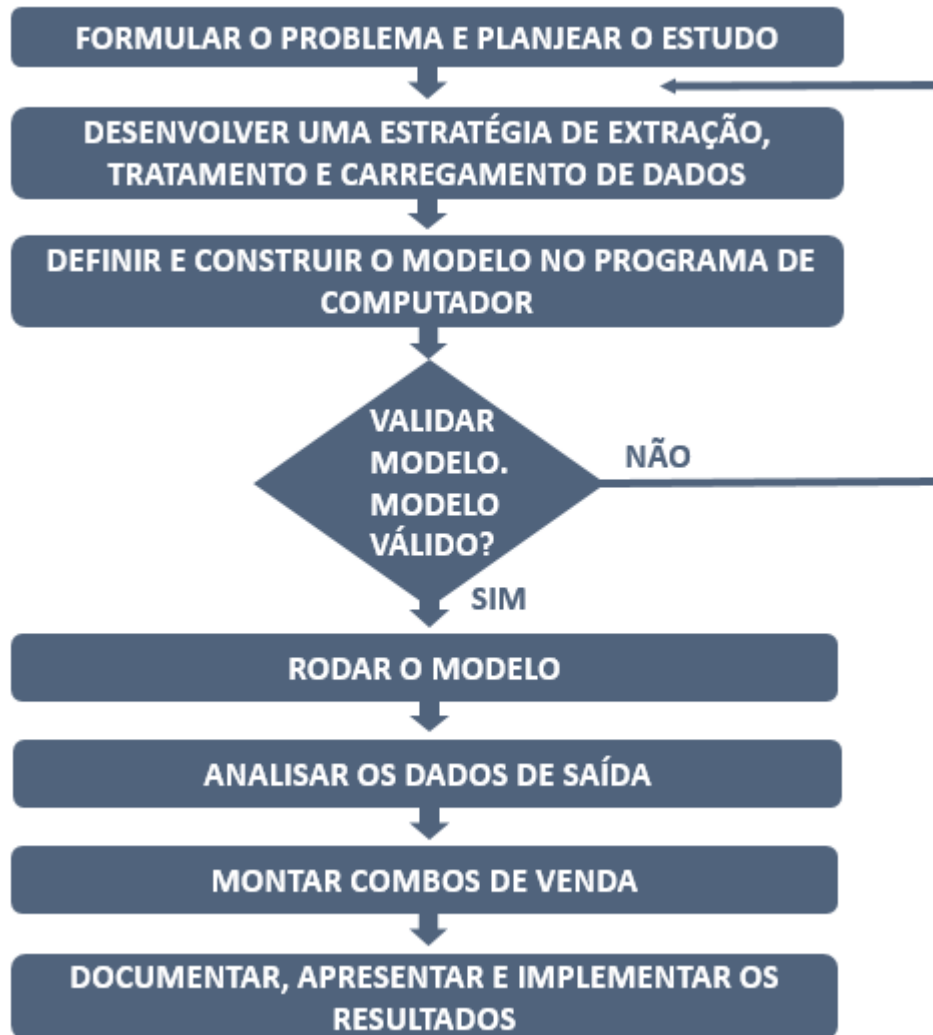 FORMULAR O PROBLEMA E PLANJEAR O ESTUDO
DESENVOLVER UMA ESTRATÉGIA DE EXTRAÇÃO,
TRATAMENTO E CARREGAMENTO DE DADOS
DEFINIR E CONSTRUIR O MODELO NO PROGRAMA DE
COMPUTADOR
VALIDAR
MODELO.
MODELO
VÁLIDO?
NÃO
SIM
RODAR O MODELO
ANALISAR OS DADOS DE SAÍDA
MONTAR COMBOS DE VENDA
DOCUMENTAR, APRESENTAR E IMPLEMENTAR OS
RESULTADOS